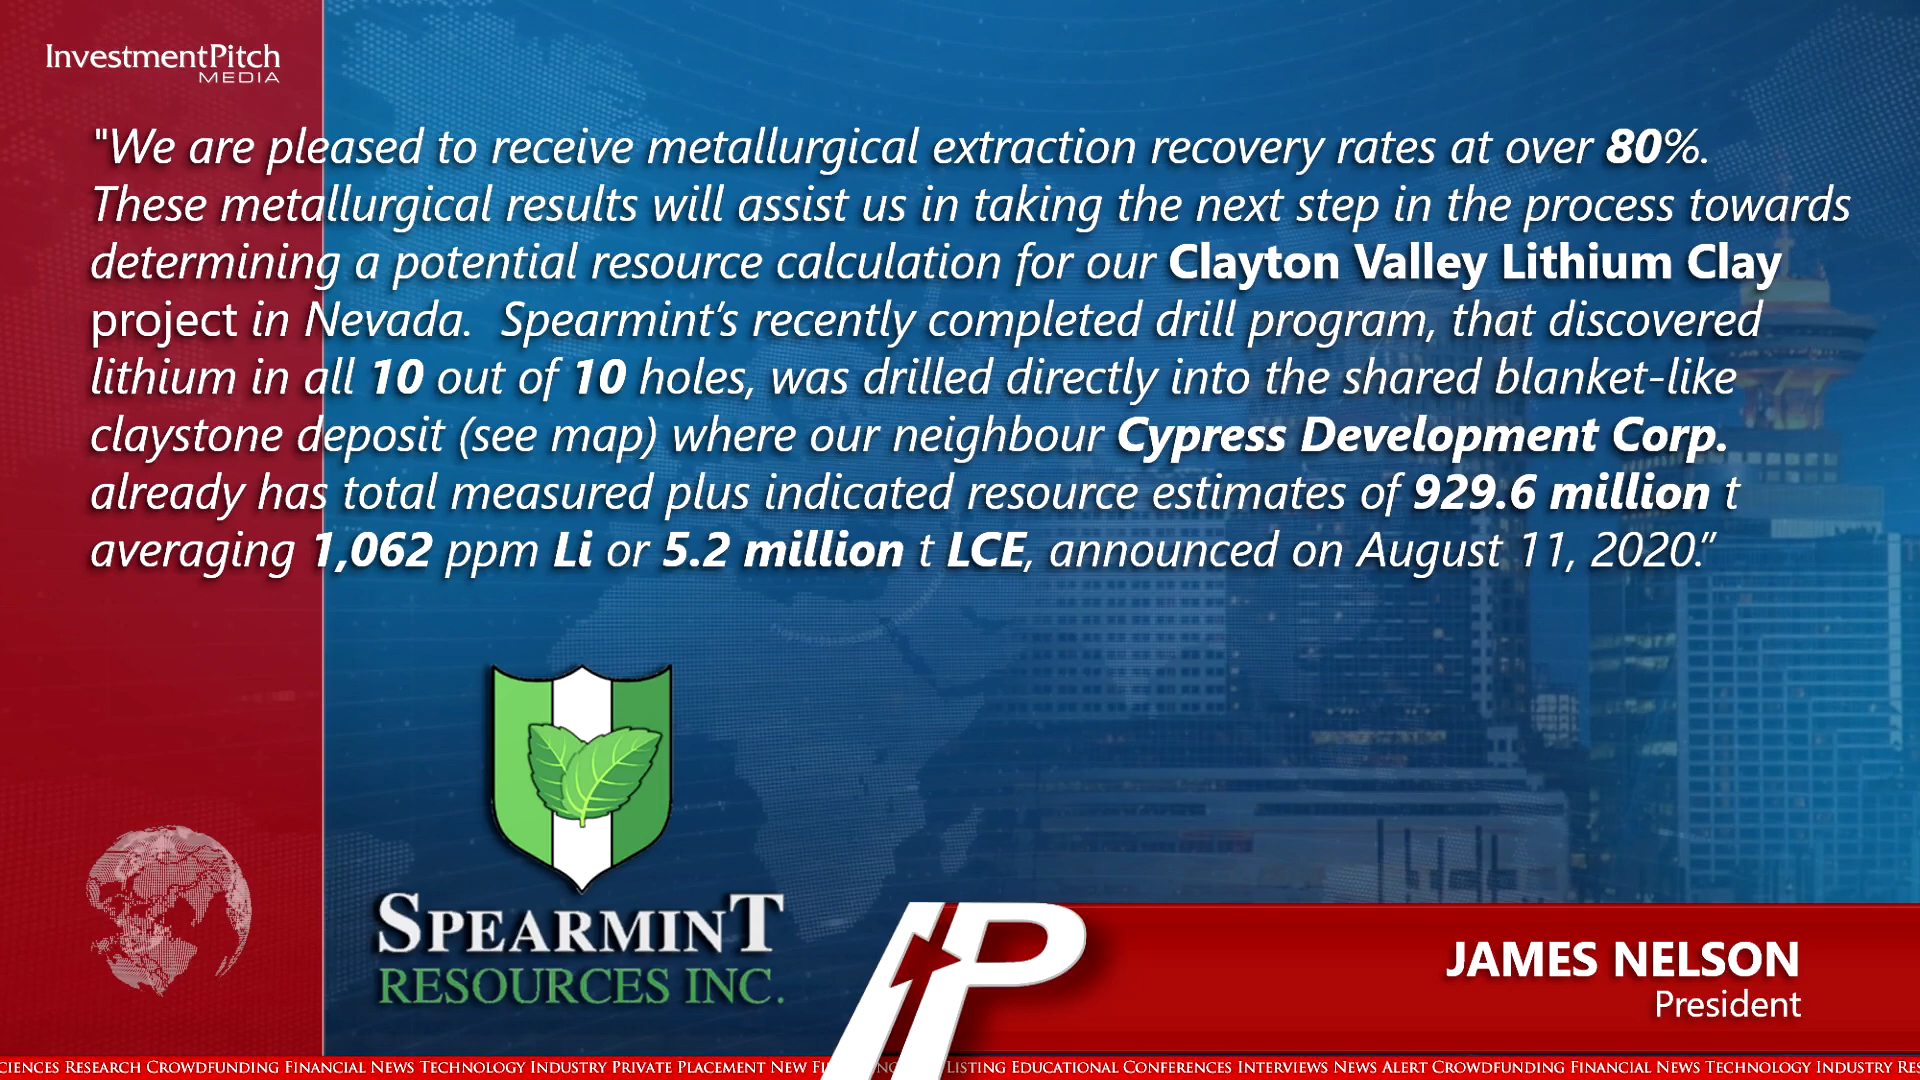 InvestmentPitch
MEDIA
"We are pleased to receive metallurgical extraction recovery rates at over 80%.
These metallurgical results will assist us in taking the next step in the process towards
determining a potential resource calculation for our Clayton Valley Lithium Clay
project in Nevada.  Spearmint’s recently completed drill program, that discovered
lithium in all 10 out of 10 holes, was drilled directly into the shared blanket-like
claystone deposit (see map) where our neighbour Cypress Development Corp.
already has total measured plus indicated resource estimates of 929.6 million t
averaging 1,062 ppm Li or 5.2 million t LCE, announced on August 11, 2020.”
SPEARMINT
RESOURCES INC.
IP
JAMES NELSON
President
SCIENCES RESEARCH CROWDFUNDING FINANCIAL NEWS TECHNOLOGY INDUSTRY PRIVATE PLACEMENT NEW LISTING EDUCATIONAL CONFERENCES INTERVIEWS NEWS ALERT CROWDFUNDING FINANCIAL NEWS TECHNOLOGY INDUSTRY